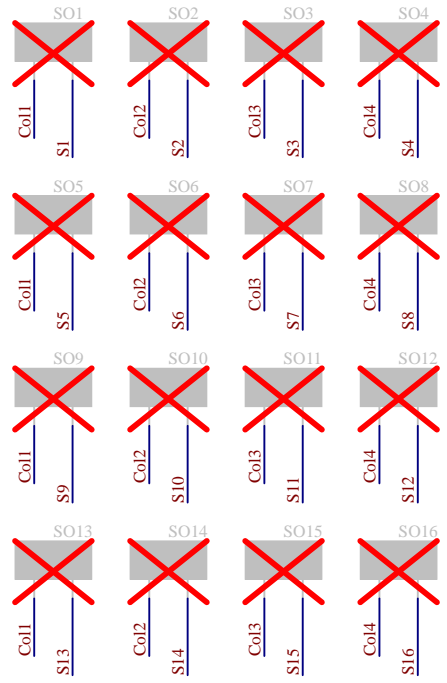 SO1 SO2 SO3 SO4
Col1 S1 Col2 S2 Col3 S3 Col4 S4
SO5 SO6 SO7 SO8
Col1 S5 Col2 S6 Col3 S7 Col4 S8
SO9 SO10 SO11 SO12
Col1 S9 Col2 S10 Col3 S11 Col4 S12
SO13 SO14 SO15 SO16
Col1 S13 Col2 S14 Col3 S15 Col4 S16